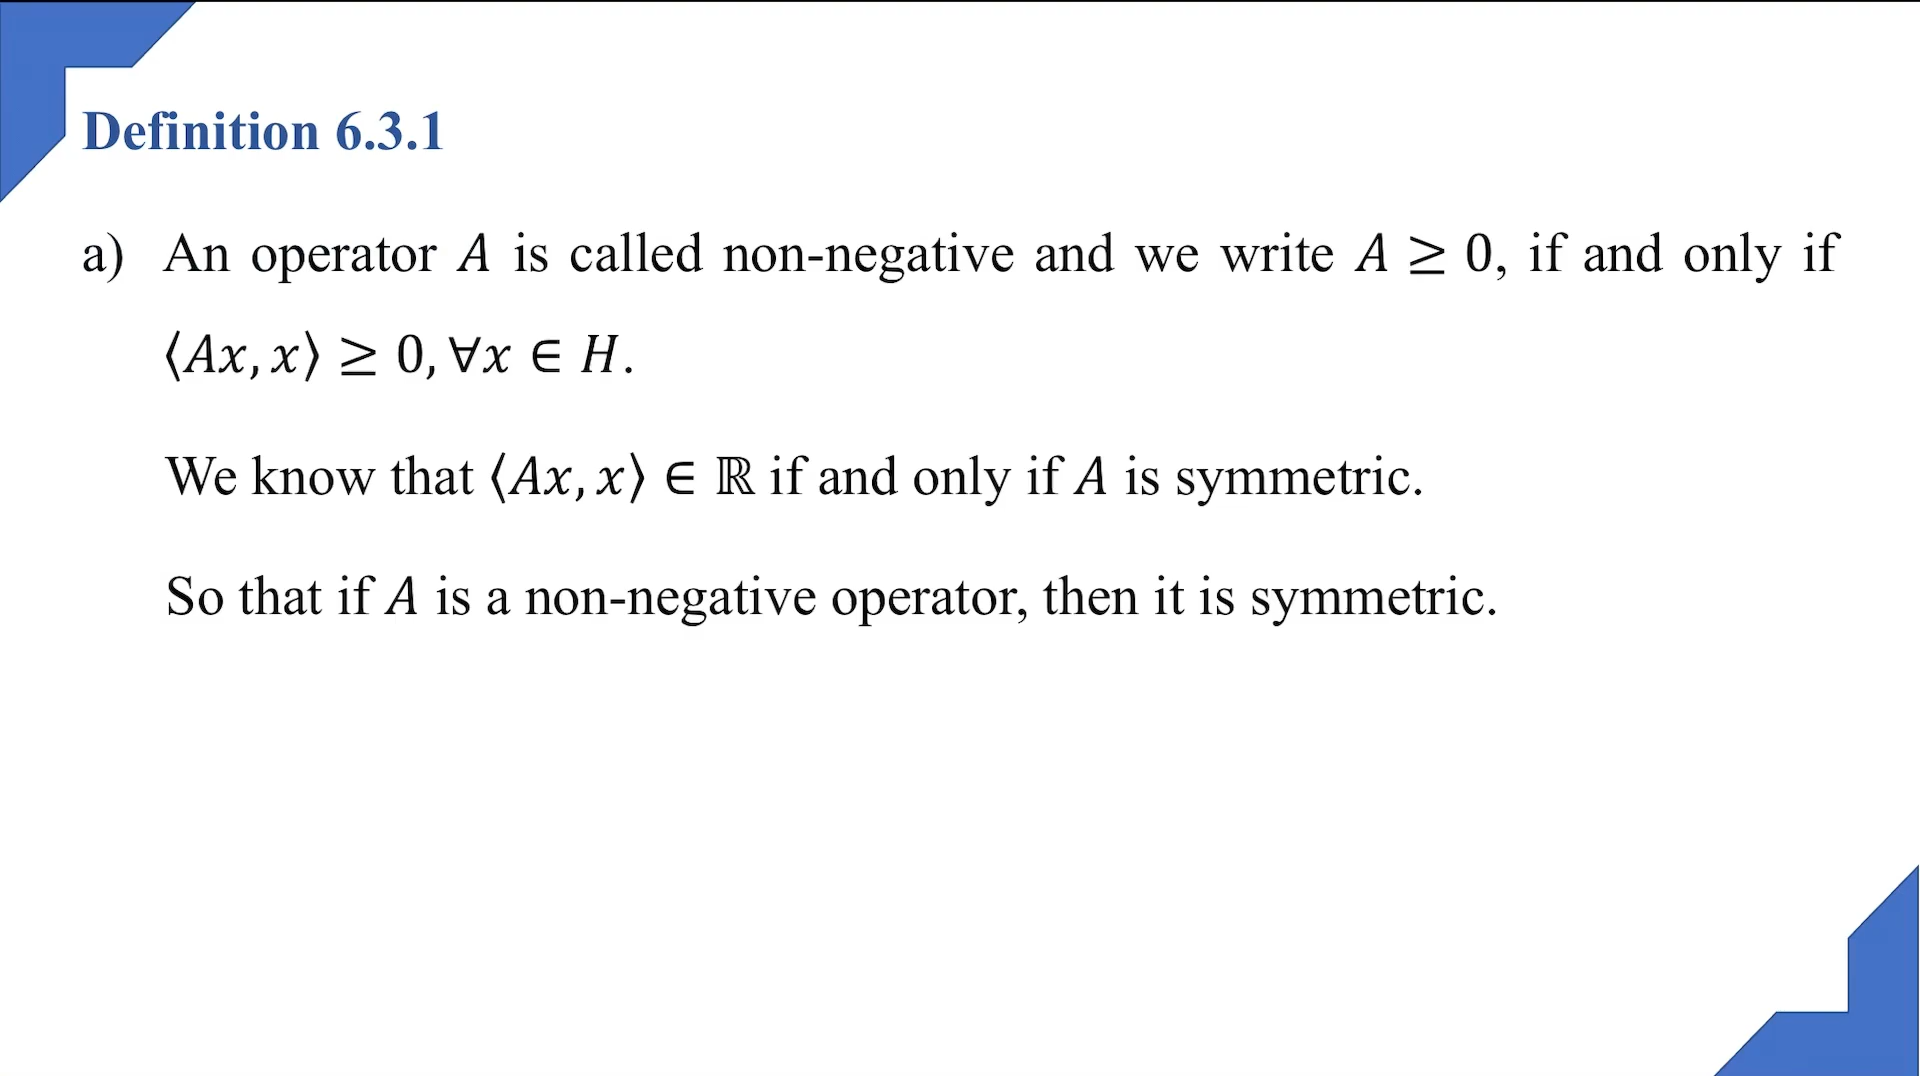 Definition 6.3.1
a) An operator A is called non-negative and we write A ≥ 0, if and only if
⟨Ax, x⟩ ≥ 0, ∀x ∈ H.
We know that ⟨Ax, x⟩ ∈ ℝ if and only if A is symmetric.
So that if A is a non-negative operator, then it is symmetric.